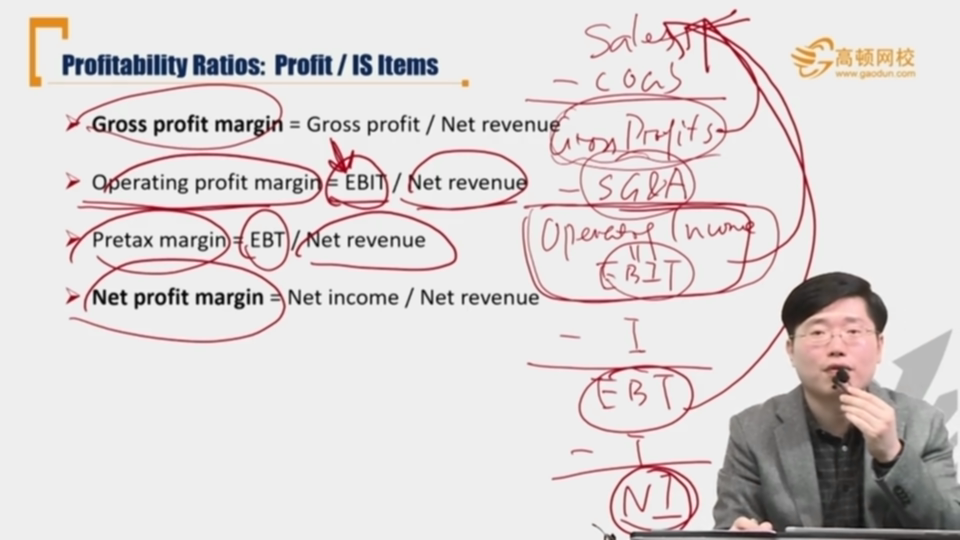 Profitability Ratios: Profit / IS Items
高顿网校
www.gaodun.com
➤ Gross profit margin = Gross profit / Net revenue
➤ Operating profit margin = EBIT / Net revenue
➤ Pretax margin = EBT / Net revenue
➤ Net profit margin = Net income / Net revenue
Sales
- COGS
Gross Profits
- SG&A
Operating Income
EBIT
- I
EBT
- T
NI